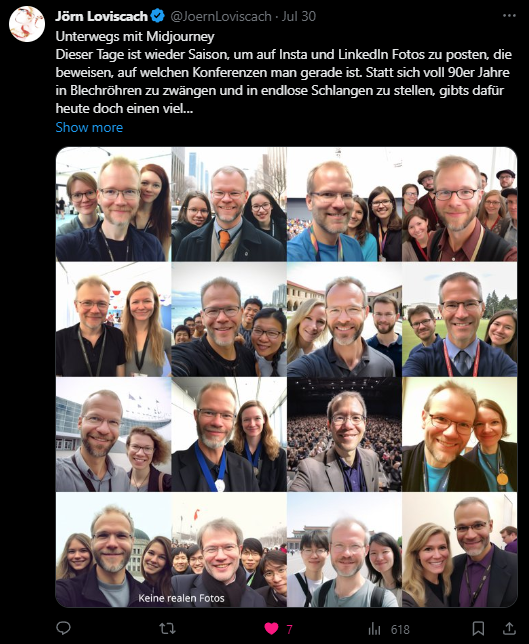 Jörn Loviscach @JoernLoviscach · Jul 30
Unterwegs mit Midjourney
Dieser Tage ist wieder Saison, um auf Insta und LinkedIn Fotos zu posten, die
beweisen, auf welchen Konferenzen man gerade ist. Statt sich voll 90er Jahre
in Blechröhren zu zwängen und in endlose Schlangen zu stellen, gibts dafür
heute doch einen viel...
Show more
Keine realen Fotos
7
618